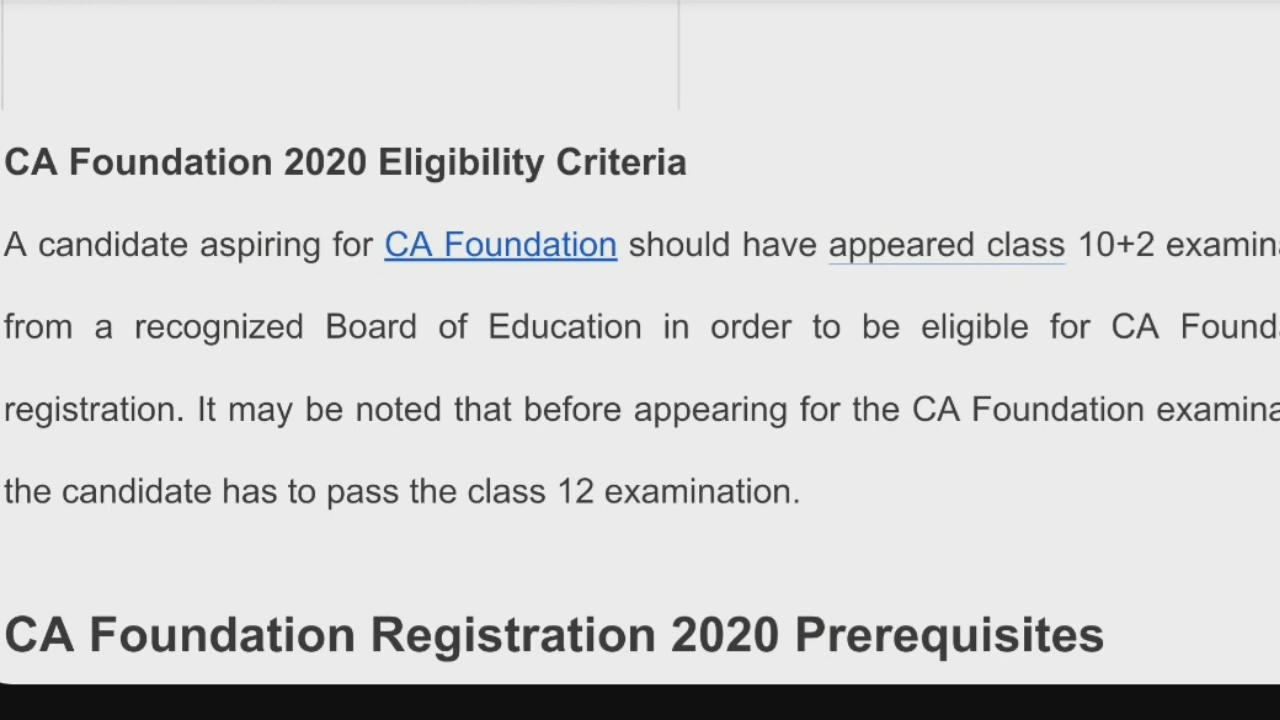 CA Foundation 2020 Eligibility Criteria
A candidate aspiring for CA Foundation should have appeared class 10+2
from a recognized Board of Education in order to be eligible for CA
registration. It may be noted that before appearing for the CA Foundation
the candidate has to pass the class 12 examination.
CA Foundation Registration 2020 Prerequisites